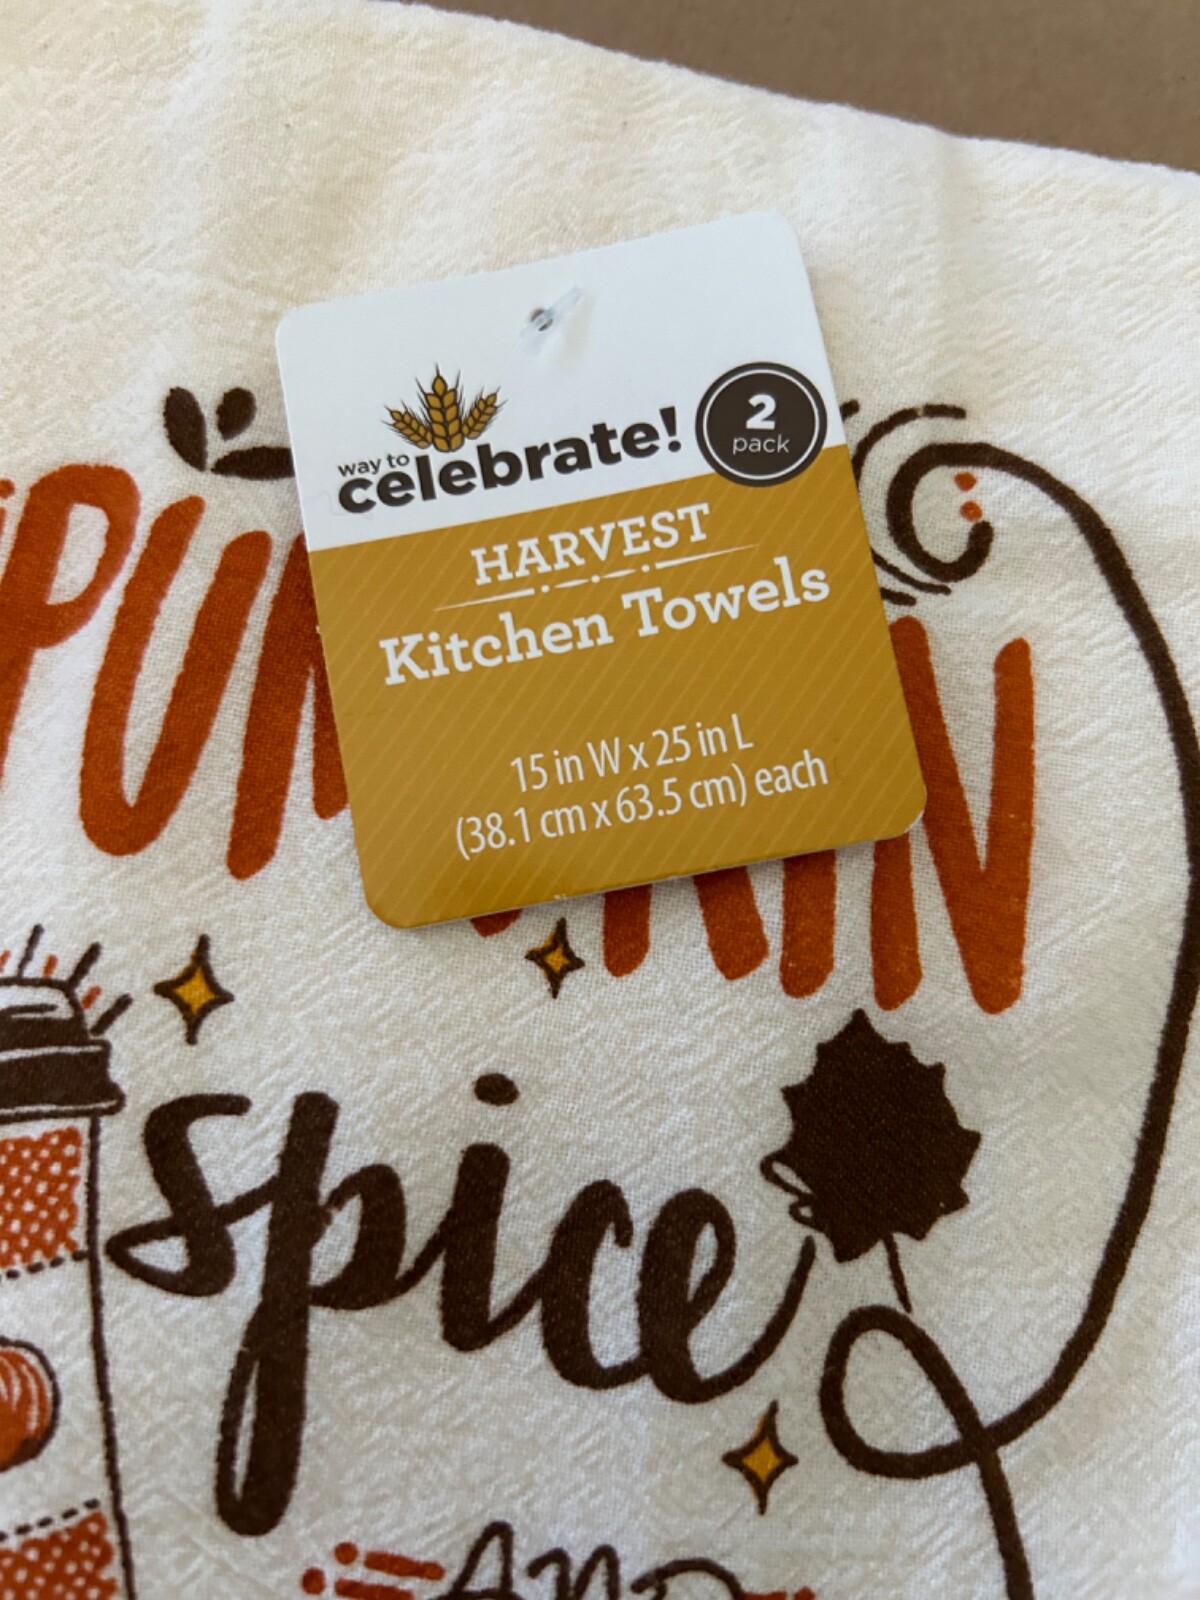 way to
celebrate!
2
pack
HARVEST
Kitchen Towels
15 in W x 25 in L
(38.1 cm x 63.5 cm) each
spice
AND